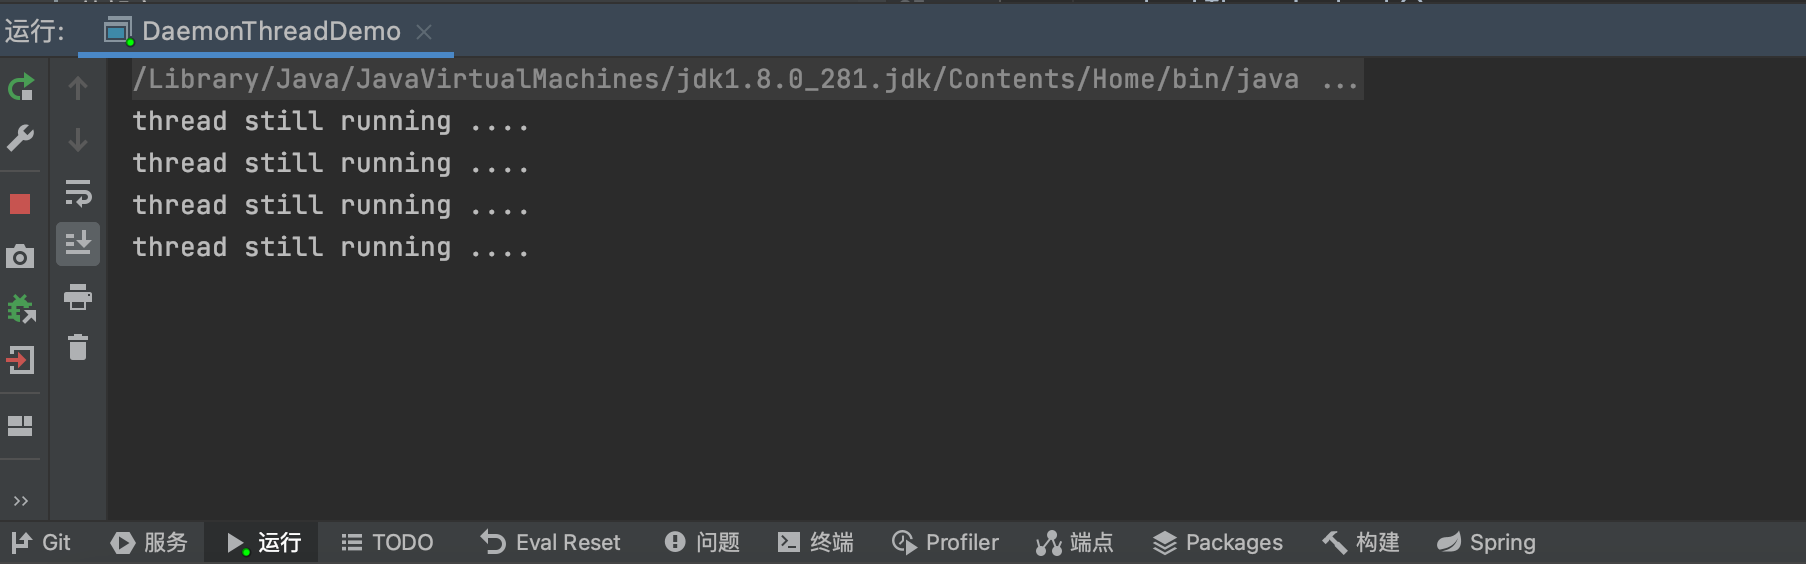 运行: DaemonThreadDemo
/Library/Java/JavaVirtualMachines/jdk1.8.0_281.jdk/Contents/Home/bin/java ...
thread still running ....
thread still running ....
thread still running ....
thread still running ....
Git 服务 运行 TODO Eval Reset 问题 终端 Profiler 端点 Packages 构建 Spring